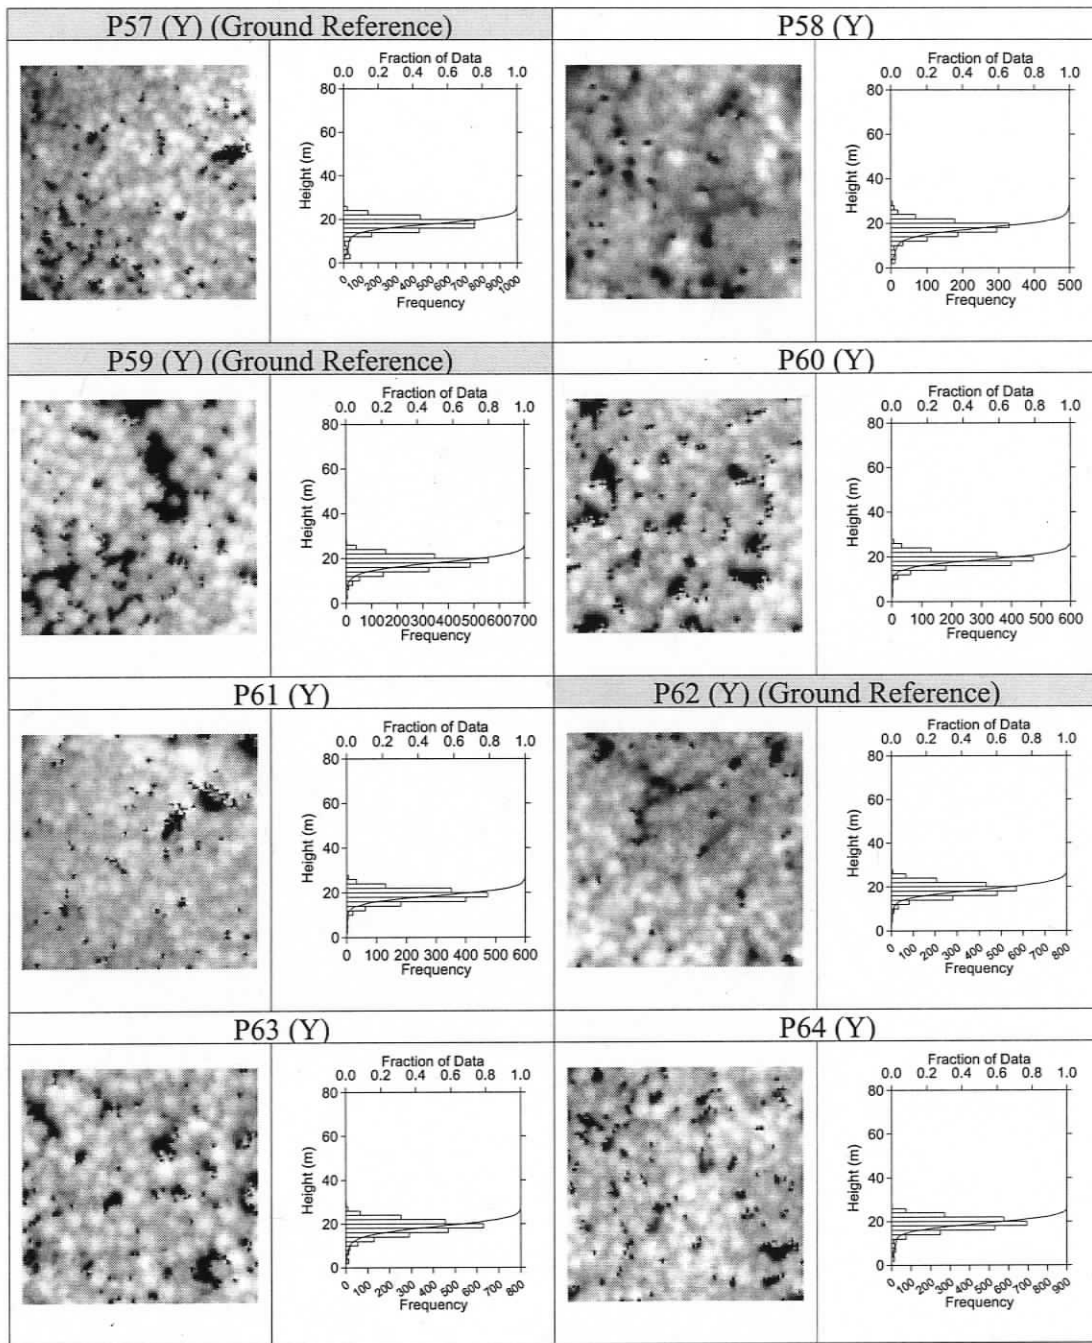 P57 (Y) (Ground Reference)
Fraction of Data
0.0 0.2 0.4 0.6 0.8 1.0
Height (m)
80
60
40
20
0
0 100 200 300 400 500 600 700 800 900 1000
Frequency
P58 (Y)
Fraction of Data
0.0 0.2 0.4 0.6 0.8 1.0
Height (m)
80
60
40
20
0
0 100 200 300 400 500
Frequency
P59 (Y) (Ground Reference)
Fraction of Data
0.0 0.2 0.4 0.6 0.8 1.0
Height (m)
80
60
40
20
0
0 100 200 300 400 500 600 700
Frequency
P60 (Y)
Fraction of Data
0.0 0.2 0.4 0.6 0.8 1.0
Height (m)
80
60
40
20
0
0 100 200 300 400 500 600
Frequency
P61 (Y)
Fraction of Data
0.0 0.2 0.4 0.6 0.8 1.0
Height (m)
80
60
40
20
0
0 100 200 300 400 500 600
Frequency
P62 (Y) (Ground Reference)
Fraction of Data
0.0 0.2 0.4 0.6 0.8 1.0
Height (m)
80
60
40
20
0
0 100 200 300 400 500 600 700 800
Frequency
P63 (Y)
Fraction of Data
0.0 0.2 0.4 0.6 0.8 1.0
Height (m)
80
60
40
20
0
0 100 200 300 400 500 600 700 800
Frequency
P64 (Y)
Fraction of Data
0.0 0.2 0.4 0.6 0.8 1.0
Height (m)
80
60
40
20
0
0 100 200 300 400 500 600 700 800 900
Frequency